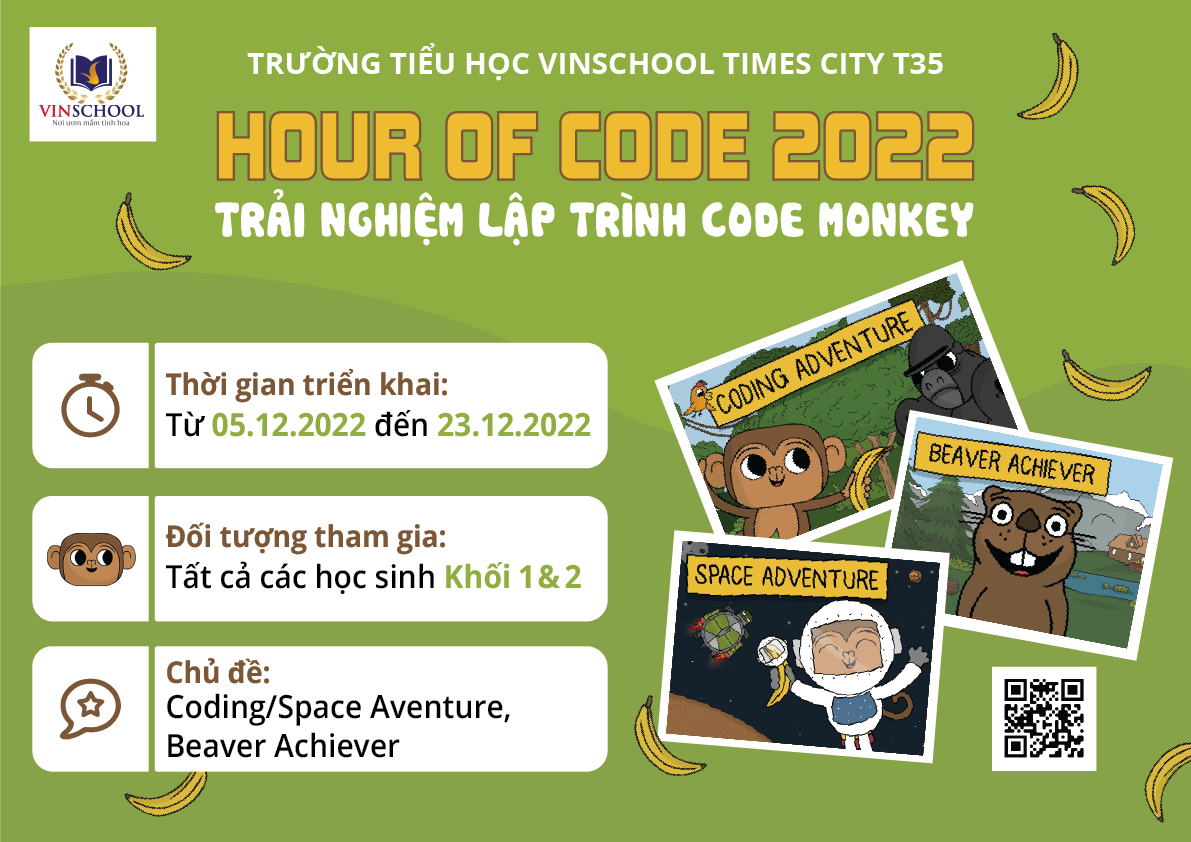 VINSCHOOL
Nơi ươm mầm tinh hoa
TRƯỜNG TIỂU HỌC VINSCHOOL TIMES CITY T35
HOUR OF CODE 2022
TRẢI NGHIỆM LẬP TRÌNH CODE MONKEY
Thời gian triển khai:
Từ 05.12.2022 đến 23.12.2022
Đối tượng tham gia:
Tất cả các học sinh Khối 1 & 2
Chủ đề:
Coding/Space Aventure,
Beaver Achiever
CODING ADVENTURE
BEAVER ACHIEVER
SPACE ADVENTURE